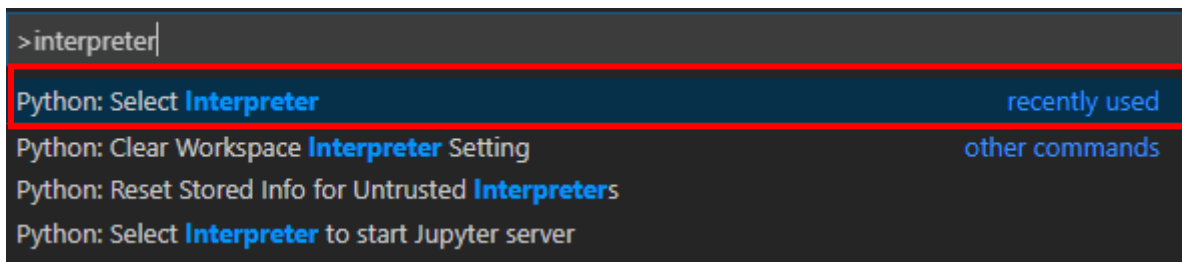 >interpreter
Python: Select Interpreter recently used
Python: Clear Workspace Interpreter Setting other commands
Python: Reset Stored Info for Untrusted Interpreters
Python: Select Interpreter to start Jupyter server